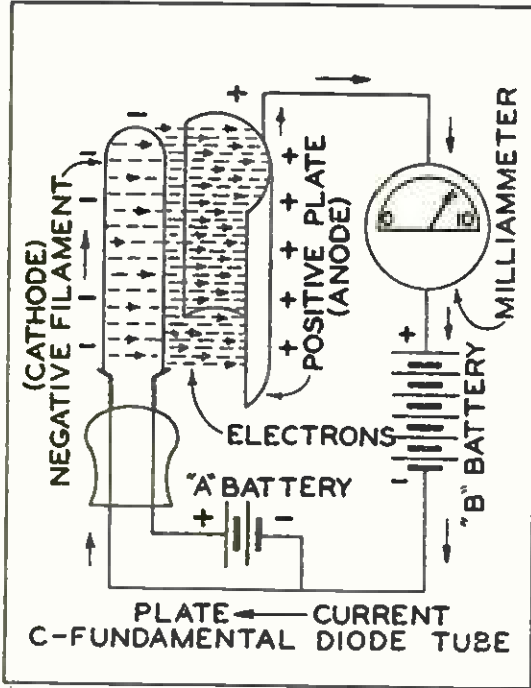 (CATHODE)
NEGATIVE FILAMENT
POSITIVE PLATE
(ANODE)
MILLIAMMETER
0 10
ELECTRONS
"A" BATTERY
+ -
"B" BATTERY
+
-
PLATE ← CURRENT
C-FUNDAMENTAL DIODE TUBE